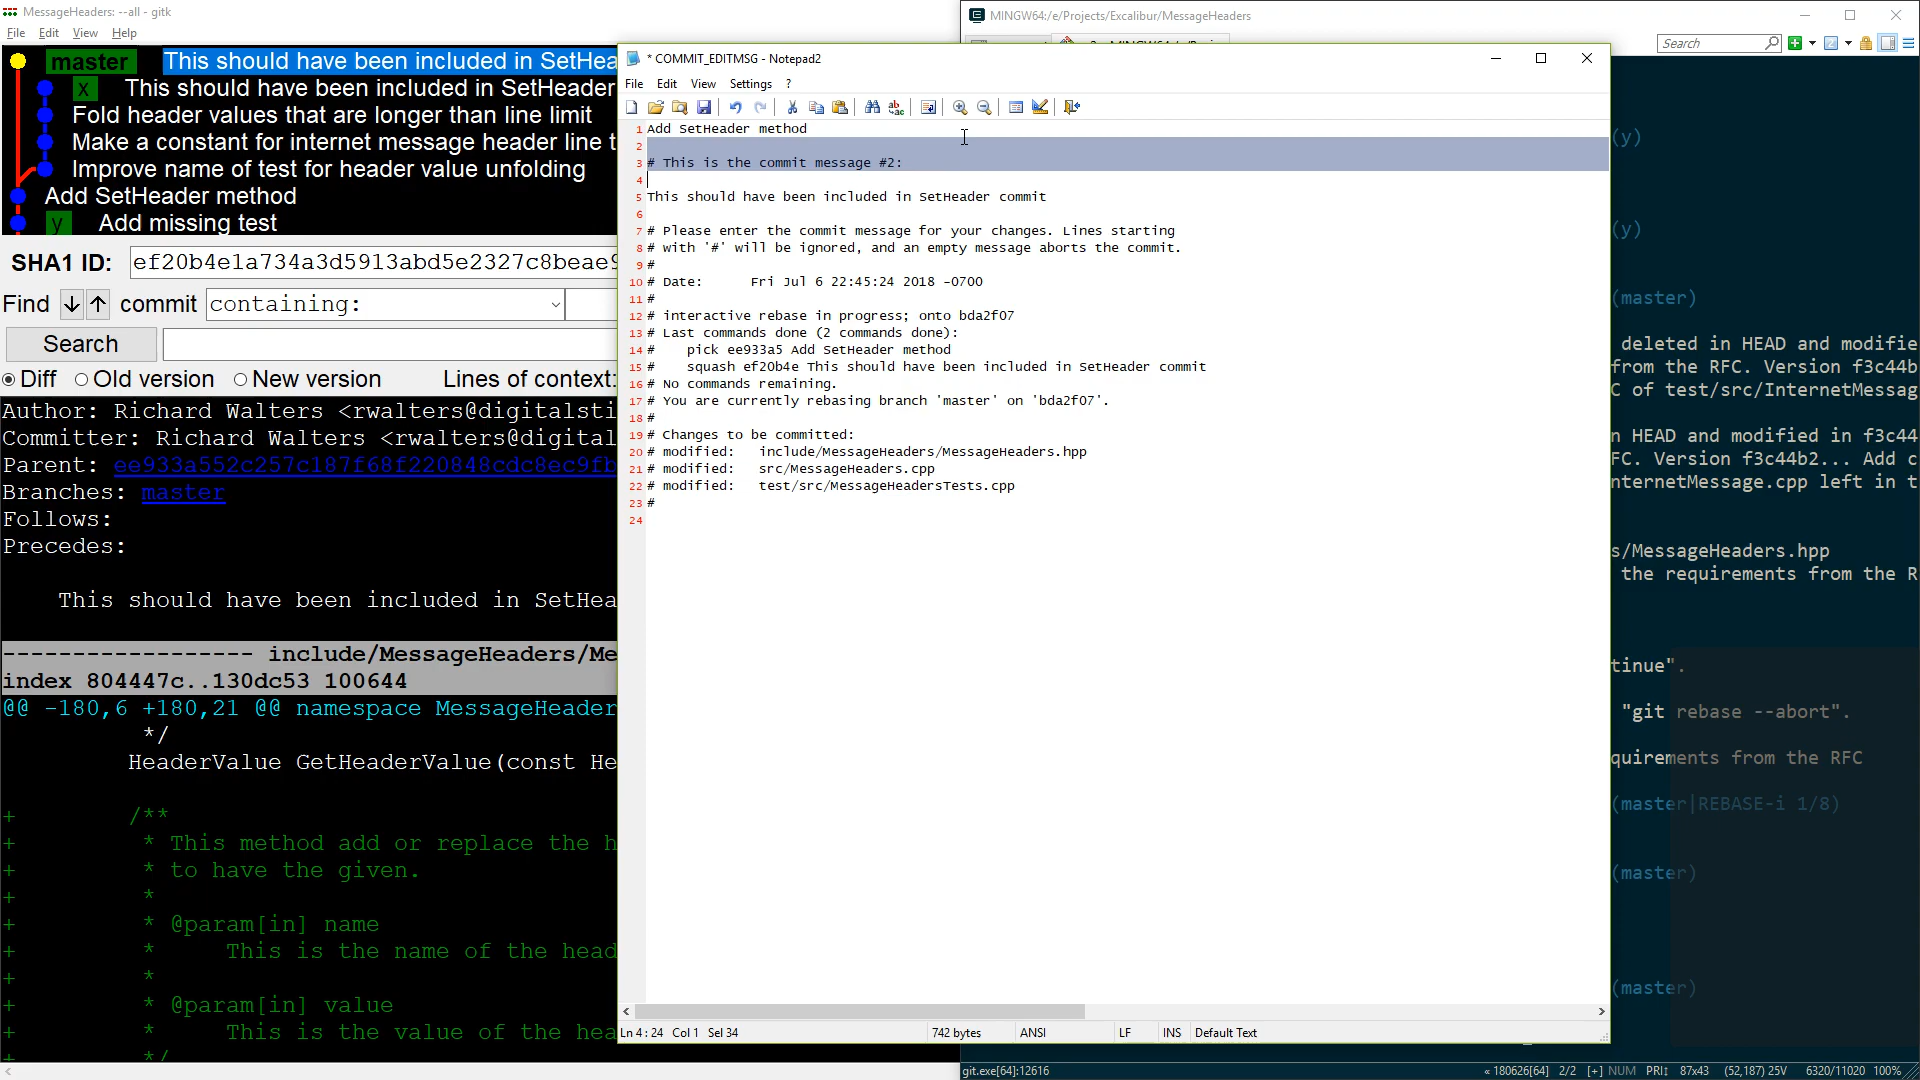 MessageHeaders: --all - gitk
File Edit View Help
master This should have been included in SetHea
x This should have been included in SetHeader
Fold header values that are longer than line limit
Make a constant for internet message header line t
Improve name of test for header value unfolding
Add SetHeader method
y Add missing test
SHA1 ID: ef20b4e1a734a3d5913abd5e2327c8beae9
Find commit containing:
Search
Diff Old version New version Lines of context:
Author: Richard Walters <rwalters@digitalsti
Committer: Richard Walters <rwalters@digital
Parent: ee933a552c257c187f68f220848cdc8ec9fb
Branches: master
Follows:
Precedes:
This should have been included in SetHea
------------------ include/MessageHeaders/Me
index 804447c..130dc53 100644
@@ -180,6 +180,21 @@ namespace MessageHeader
*/
HeaderValue GetHeaderValue(const He
+ /**
+ * This method add or replace the h
+ * to have the given.
+ *
+ * @param[in] name
+ * This is the name of the head
+ *
+ * @param[in] value
+ * This is the value of the hea
+ */
* COMMIT_EDITMSG - Notepad2
File Edit View Settings ?
1 Add SetHeader method
2
3 # This is the commit message #2:
4
5 This should have been included in SetHeader commit
6
7 # Please enter the commit message for your changes. Lines starting
8 # with '#' will be ignored, and an empty message aborts the commit.
9 #
10 # Date: Fri Jul 6 22:45:24 2018 -0700
11 #
12 # interactive rebase in progress; onto bda2f07
13 # Last commands done (2 commands done):
14 # pick ee933a5 Add SetHeader method
15 # squash ef20b4e This should have been included in SetHeader commit
16 # No commands remaining.
17 # You are currently rebasing branch 'master' on 'bda2f07'.
18 #
19 # Changes to be committed:
20 # modified: include/MessageHeaders/MessageHeaders.hpp
21 # modified: src/MessageHeaders.cpp
22 # modified: test/src/MessageHeadersTests.cpp
23 #
24
Ln 4 : 24 Col 1 Sel 34 742 bytes ANSI LF INS Default Text
MINGW64:/e/Projects/Excalibur/MessageHeaders
Search
(y)
(y)
(master)
deleted in HEAD and modifie
from the RFC. Version f3c44b
C of test/src/InternetMessag
n HEAD and modified in f3c44
FC. Version f3c44b2... Add c
nternetMessage.cpp left in t
s/MessageHeaders.hpp
the requirements from the R
tinue".
"git rebase --abort".
quirements from the RFC
(master|REBASE-i 1/8)
(master)
(master)
git.exe[64]:12616 « 180626[64] 2/2 [+] NUM PRI↕ 87x43 (52,187) 25V 6320/11020 100%